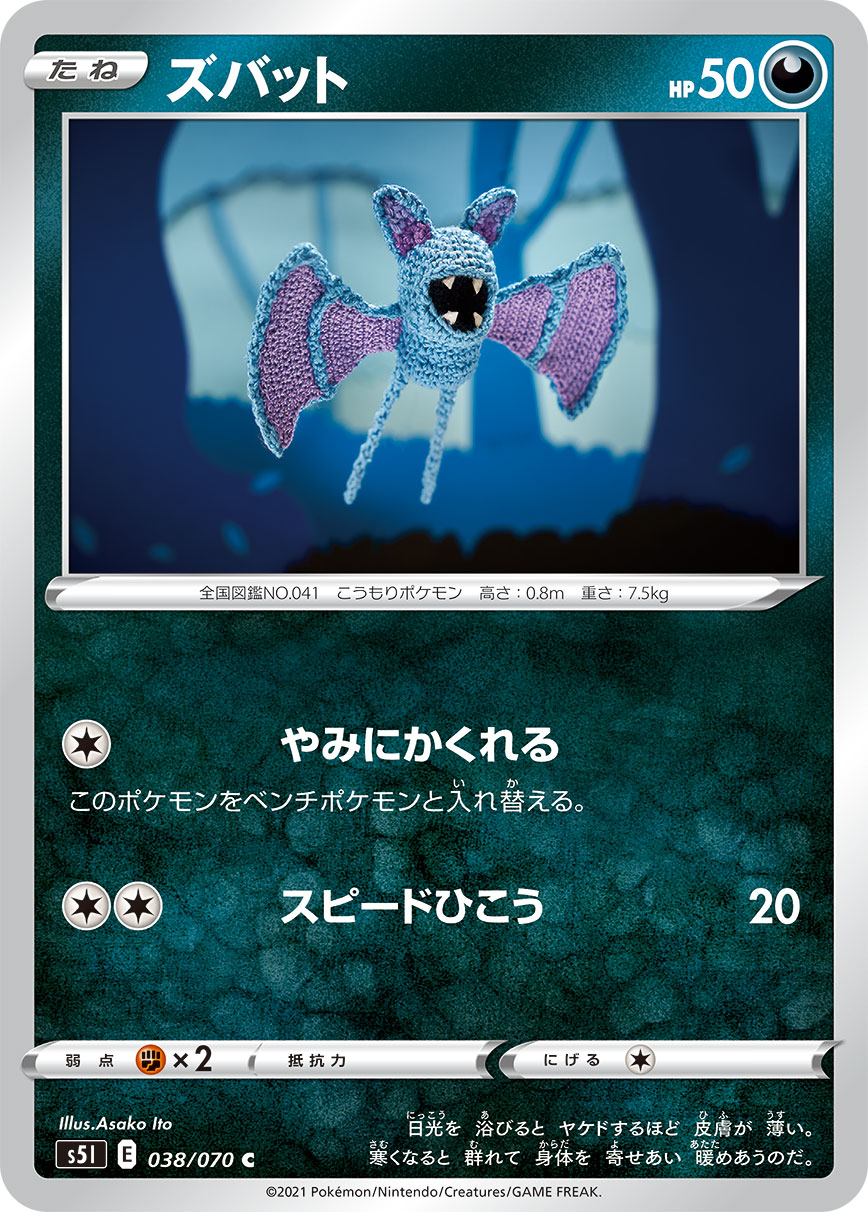 たね ズバット HP50
全国図鑑NO.041 こうもりポケモン 高さ：0.8m 重さ：7.5kg
やみにかくれる
このポケモンをベンチポケモンと入れ替える。
スピードひこう 20
弱点 ×2 抵抗力 にげる
Illus.Asako Ito
日光を 浴びると ヤケドするほど 皮膚が 薄い。
寒くなると 群れて 身体を 寄せあい 暖めあうのだ。
s5I E 038/070 C
©2021 Pokémon/Nintendo/Creatures/GAME FREAK.